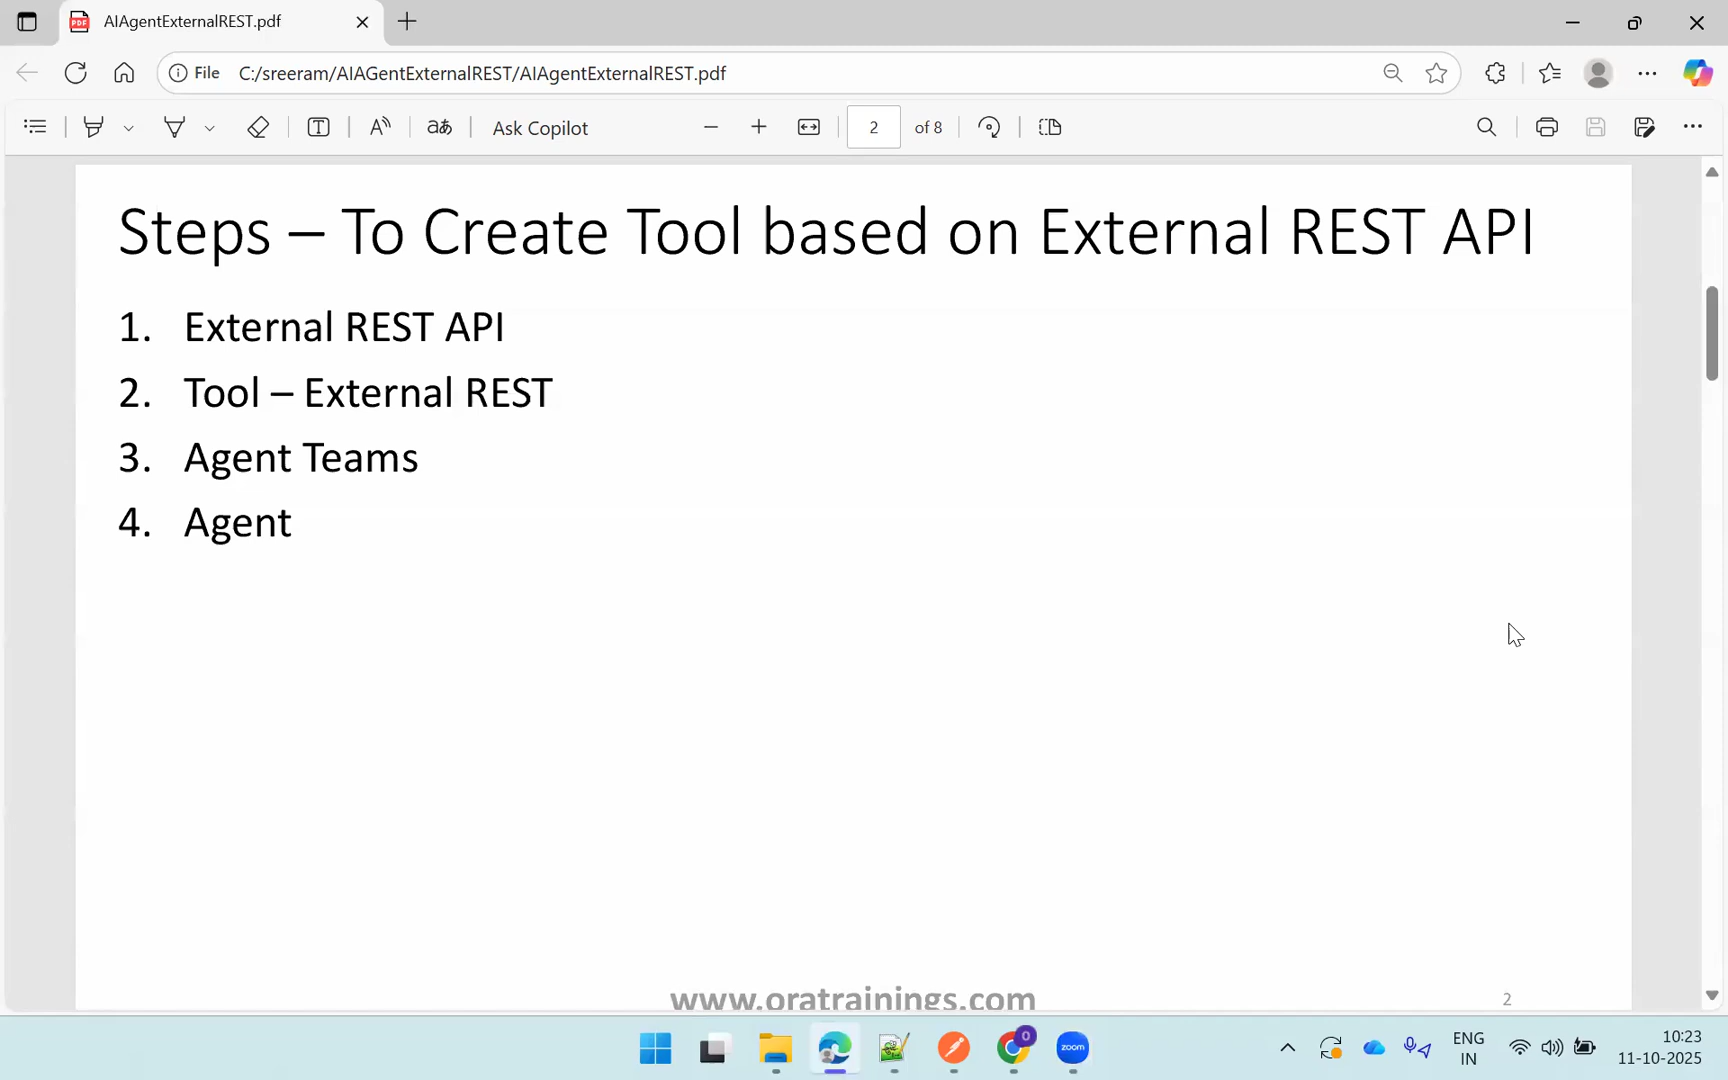 AIAgentExternalREST.pdf
File C:/sreeram/AIAGentExternalREST/AIAgentExternalREST.pdf
Ask Copilot
2 of 8
Steps – To Create Tool based on External REST API
1. External REST API
2. Tool – External REST
3. Agent Teams
4. Agent
www.oratrainings.com
2
0
zoom
ENG
IN
10:23
11-10-2025